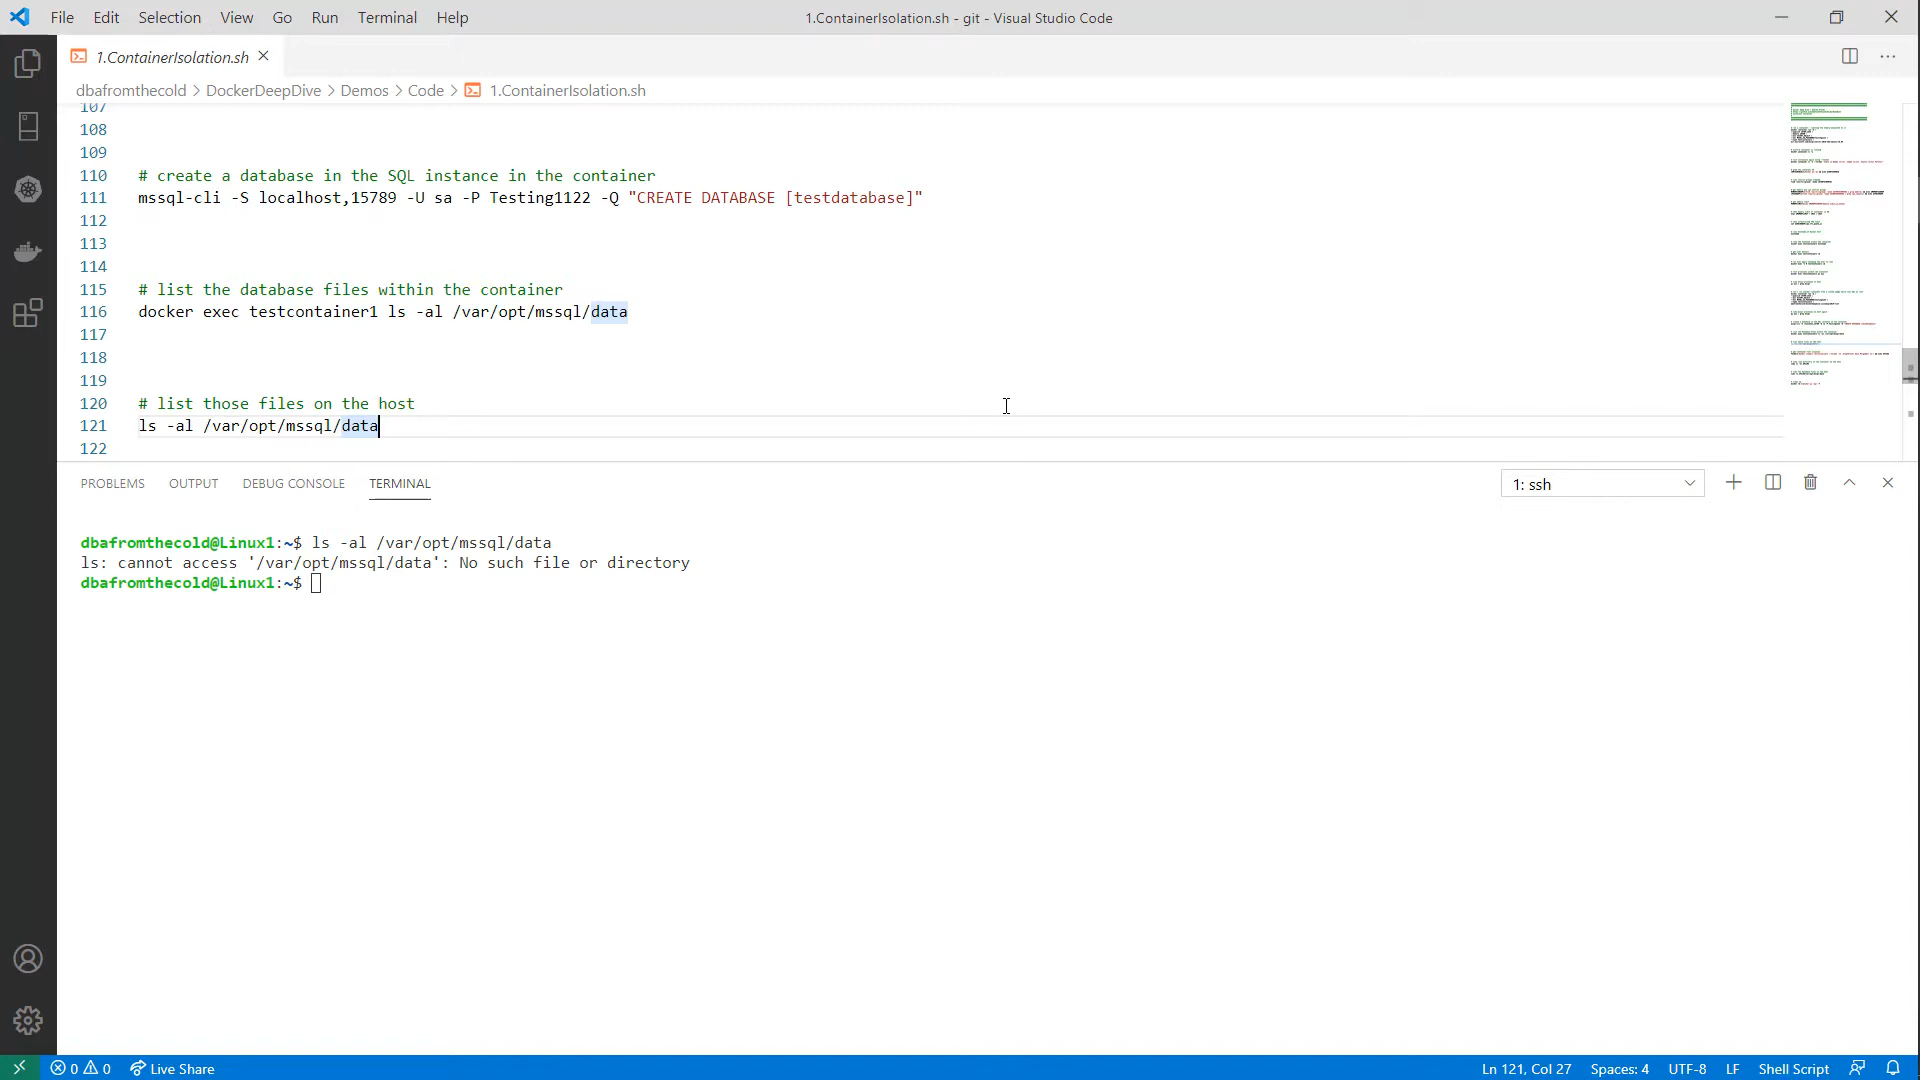 File Edit Selection View Go Run Terminal Help 1.ContainerIsolation.sh - git - Visual Studio Code
1.ContainerIsolation.sh
dbafromthecold > DockerDeepDive > Demos > Code > 1.ContainerIsolation.sh
107
108
109
110 # create a database in the SQL instance in the container
111 mssql-cli -S localhost,15789 -U sa -P Testing1122 -Q "CREATE DATABASE [testdatabase]"
112
113
114
115 # list the database files within the container
116 docker exec testcontainer1 ls -al /var/opt/mssql/data
117
118
119
120 # list those files on the host
121 ls -al /var/opt/mssql/data
122
PROBLEMS OUTPUT DEBUG CONSOLE TERMINAL 1: ssh
dbafromthecold@Linux1:~$ ls -al /var/opt/mssql/data
ls: cannot access '/var/opt/mssql/data': No such file or directory
dbafromthecold@Linux1:~$
0 0 Live Share Ln 121, Col 27 Spaces: 4 UTF-8 LF Shell Script